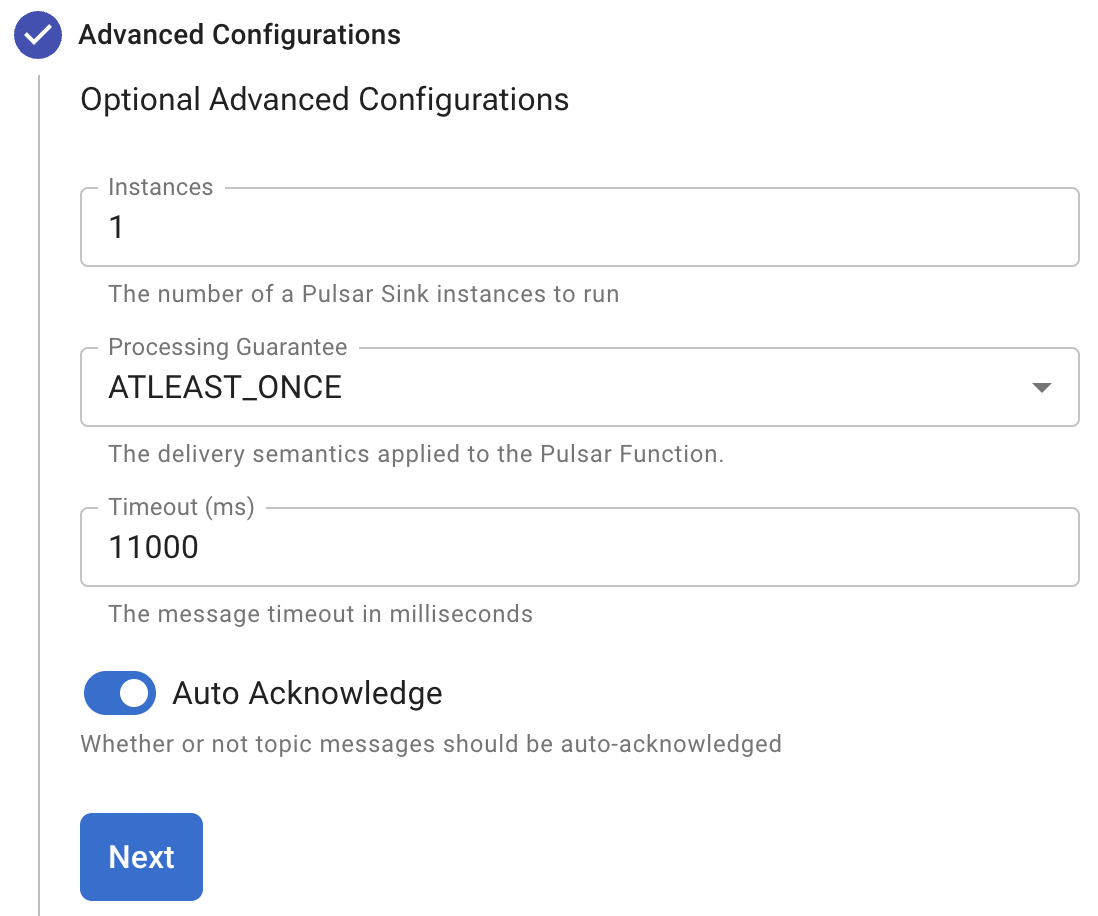 Advanced Configurations
Optional Advanced Configurations
Instances
1
The number of a Pulsar Sink instances to run
Processing Guarantee
ATLEAST_ONCE
The delivery semantics applied to the Pulsar Function.
Timeout (ms)
11000
The message timeout in milliseconds
Auto Acknowledge
Whether or not topic messages should be auto-acknowledged
Next